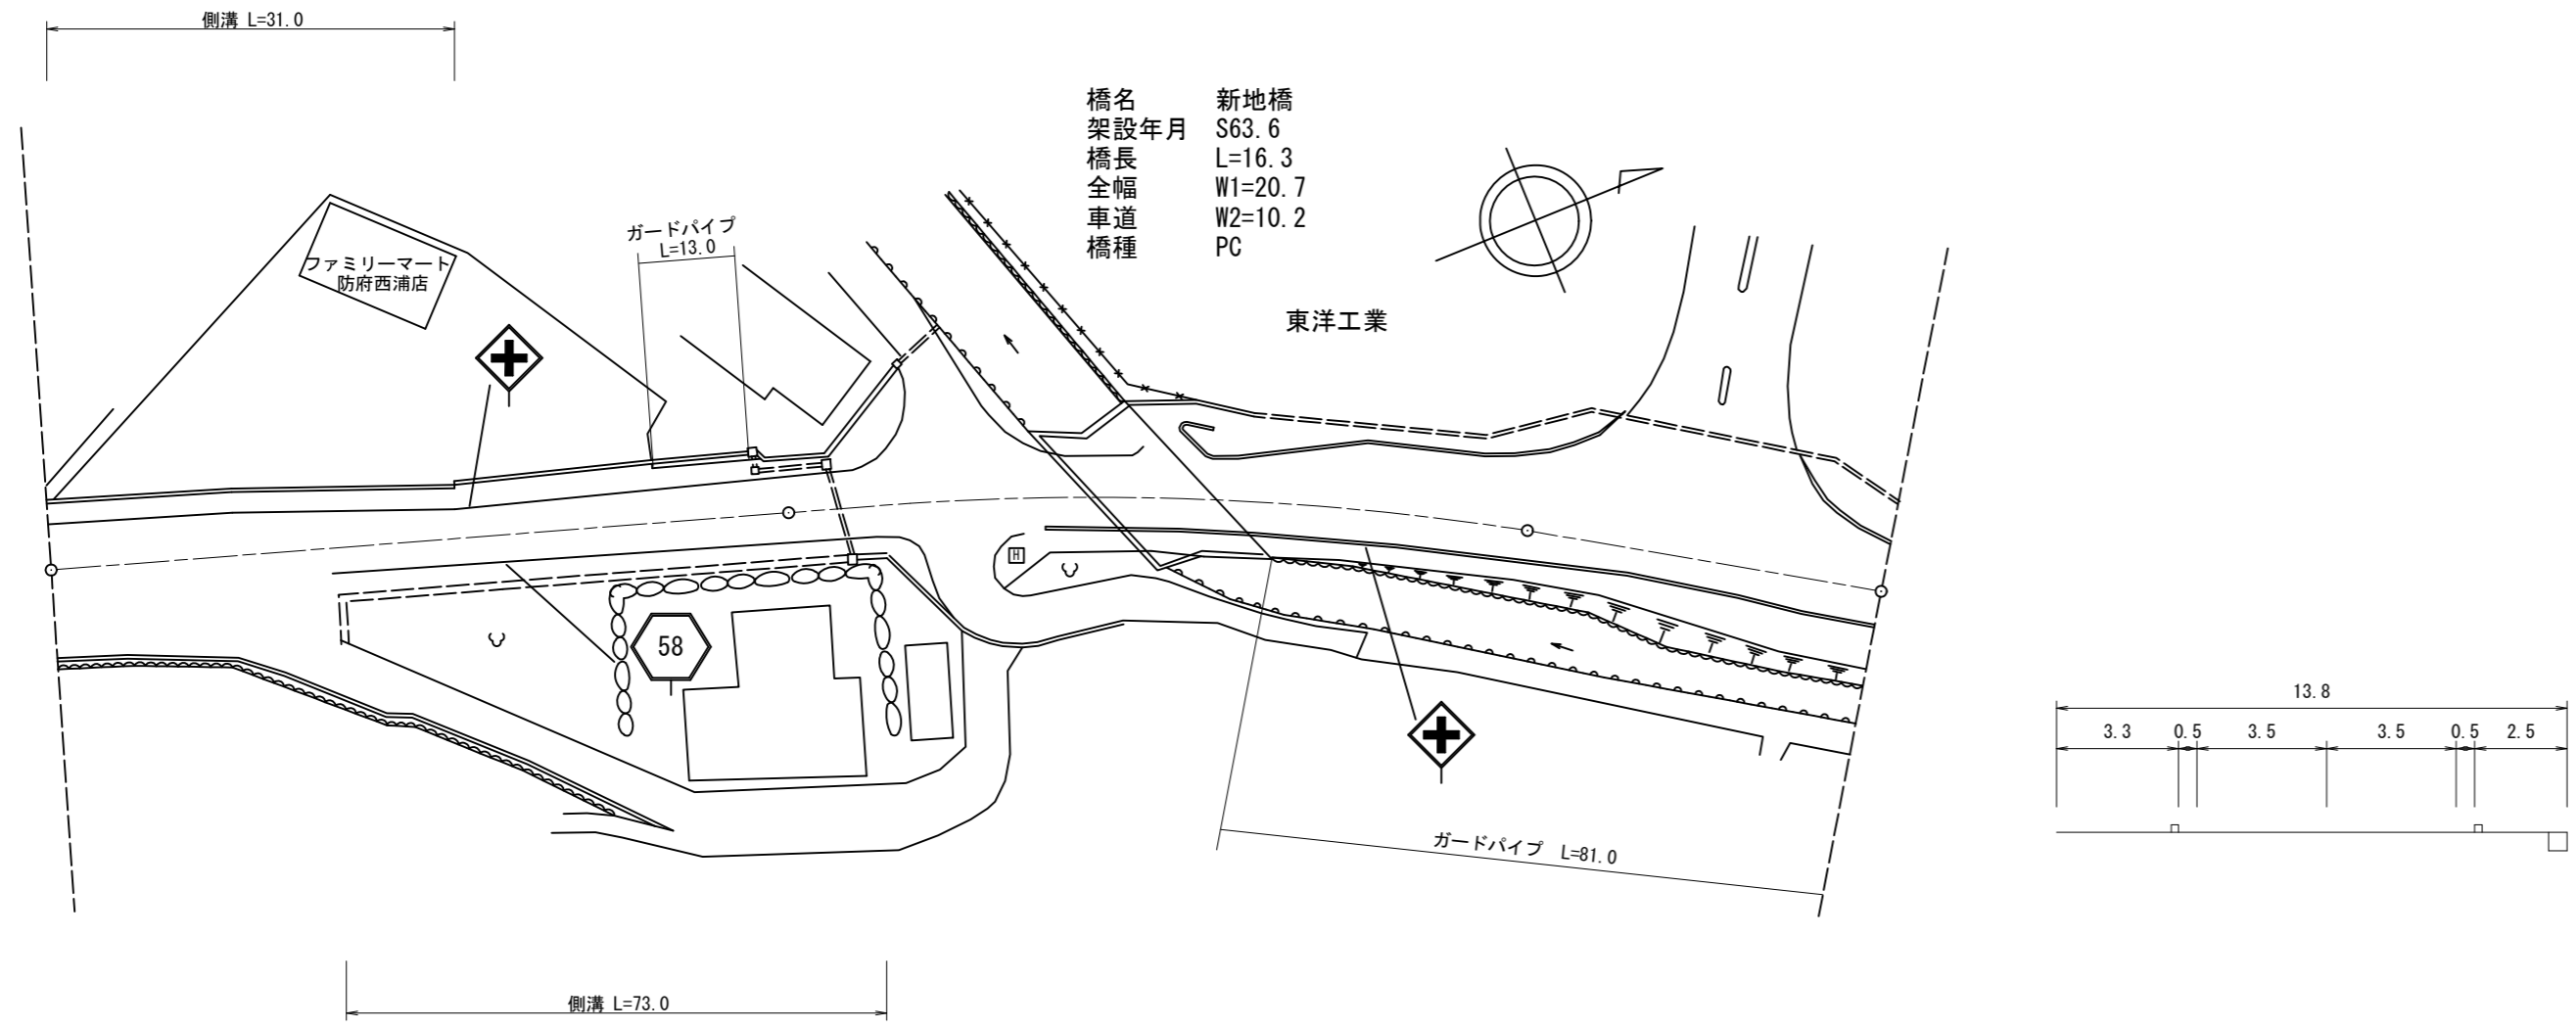 側溝 L=31.0
橋名 新地橋
架設年月 S63.6
橋長 L=16.3
全幅 W1=20.7
車道 W2=10.2
橋種 PC
ガードパイプ
L=13.0
ファミリーマート
防府西浦店
東洋工業
H
58
13.8
3.3 0.5 3.5 3.5 0.5 2.5
ガードパイプ L=81.0
側溝 L=73.0